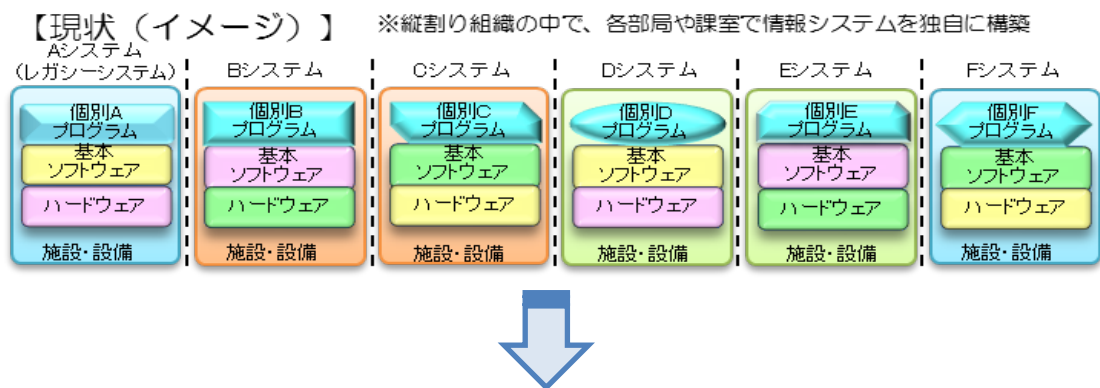 【現状（イメージ）】
※縦割り組織の中で、各部局や課室で情報システムを独自に構築
Aシステム
（レガシーシステム）
個別A
プログラム
基本
ソフトウェア
ハードウェア
施設・設備
Bシステム
個別B
プログラム
基本
ソフトウェア
ハードウェア
施設・設備
Cシステム
個別C
プログラム
基本
ソフトウェア
ハードウェア
施設・設備
Dシステム
個別D
プログラム
基本
ソフトウェア
ハードウェア
施設・設備
Eシステム
個別E
プログラム
基本
ソフトウェア
ハードウェア
施設・設備
Fシステム
個別F
プログラム
基本
ソフトウェア
ハードウェア
施設・設備